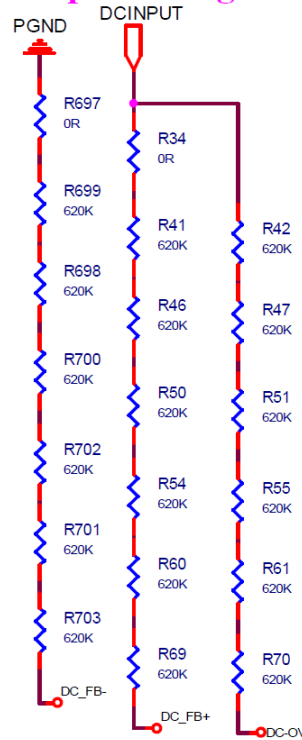 DCINPUT
PGND
R697
0R
R699
620K
R698
620K
R700
620K
R702
620K
R701
620K
R703
620K
DC_FB-
R34
0R
R41
620K
R46
620K
R50
620K
R54
620K
R60
620K
R69
620K
DC_FB+
R42
620K
R47
620K
R51
620K
R55
620K
R61
620K
R70
620K
DC-OV